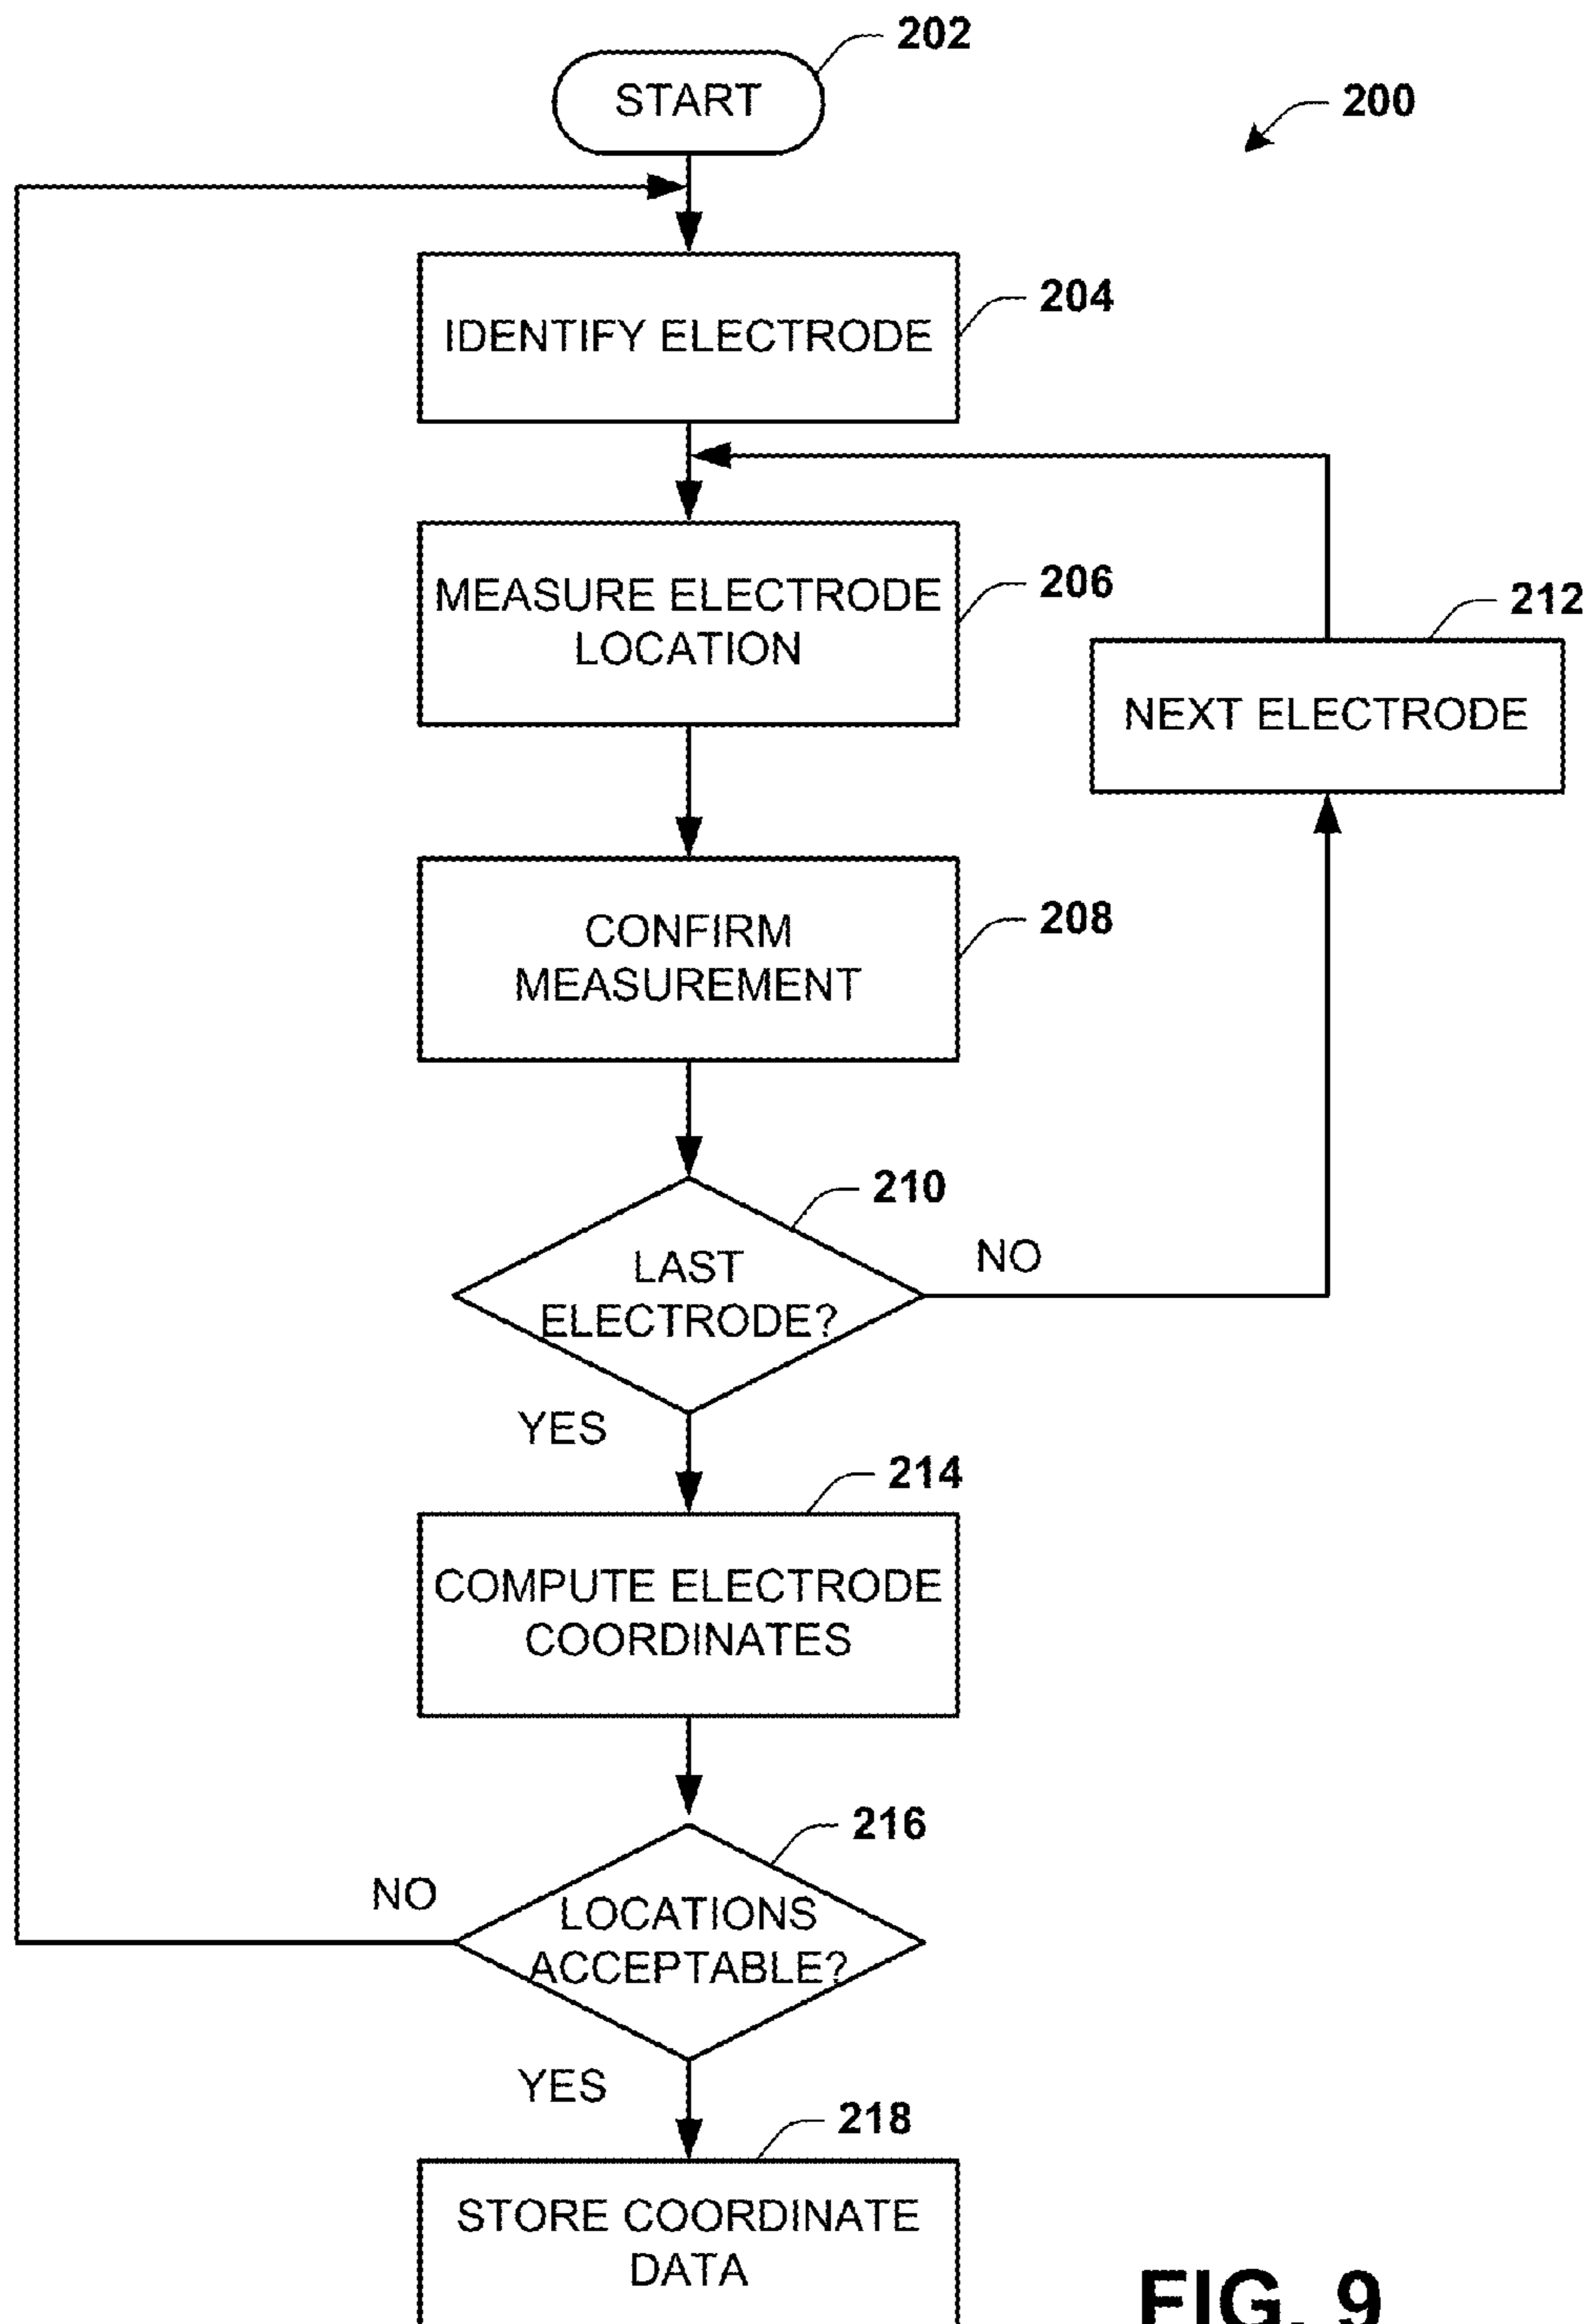 202
START
200
IDENTIFY ELECTRODE
204
MEASURE ELECTRODE
LOCATION
206
212
NEXT ELECTRODE
CONFIRM
MEASUREMENT
208
210
LAST
ELECTRODE?
NO
YES
214
COMPUTE ELECTRODE
COORDINATES
216
NO
LOCATIONS
ACCEPTABLE?
YES
218
STORE COORDINATE
DATA
FIG. 9